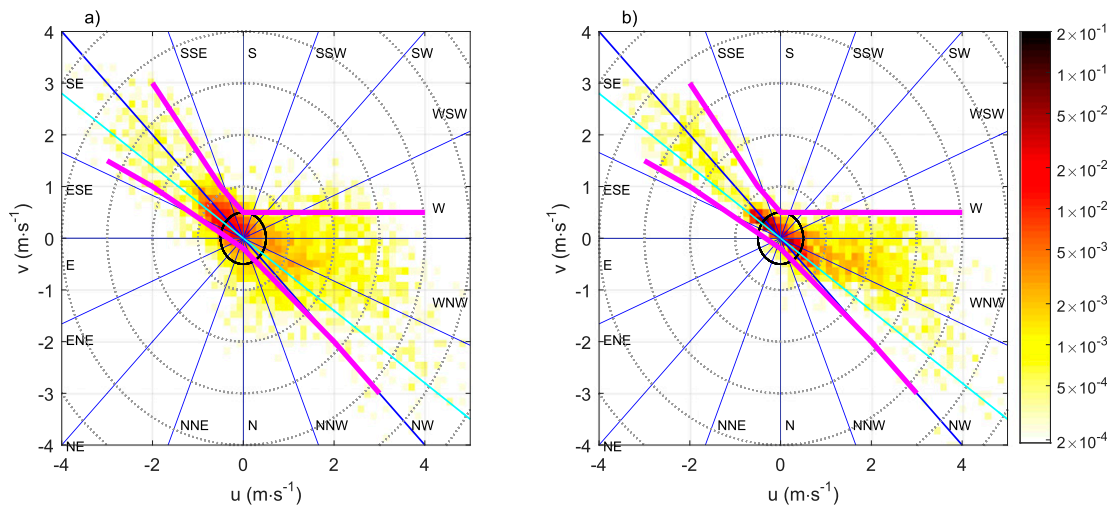 a)
4
3
2
1
0
-1
-2
-3
-4
v (m·s⁻¹)
-4
-2
0
2
4
u (m·s⁻¹)
SSE
S
SSW
SW
SE
WSW
ESE
W
E
WNW
ENE
NNE
N
NNW
NW
NE
b)
4
3
2
1
0
-1
-2
-3
-4
v (m·s⁻¹)
-4
-2
0
2
4
u (m·s⁻¹)
SSE
S
SSW
SW
SE
WSW
ESE
W
E
WNW
ENE
NNE
N
NNW
NW
NE
2×10⁻¹
1×10⁻¹
5×10⁻²
2×10⁻²
1×10⁻²
5×10⁻³
2×10⁻³
1×10⁻³
5×10⁻⁴
2×10⁻⁴